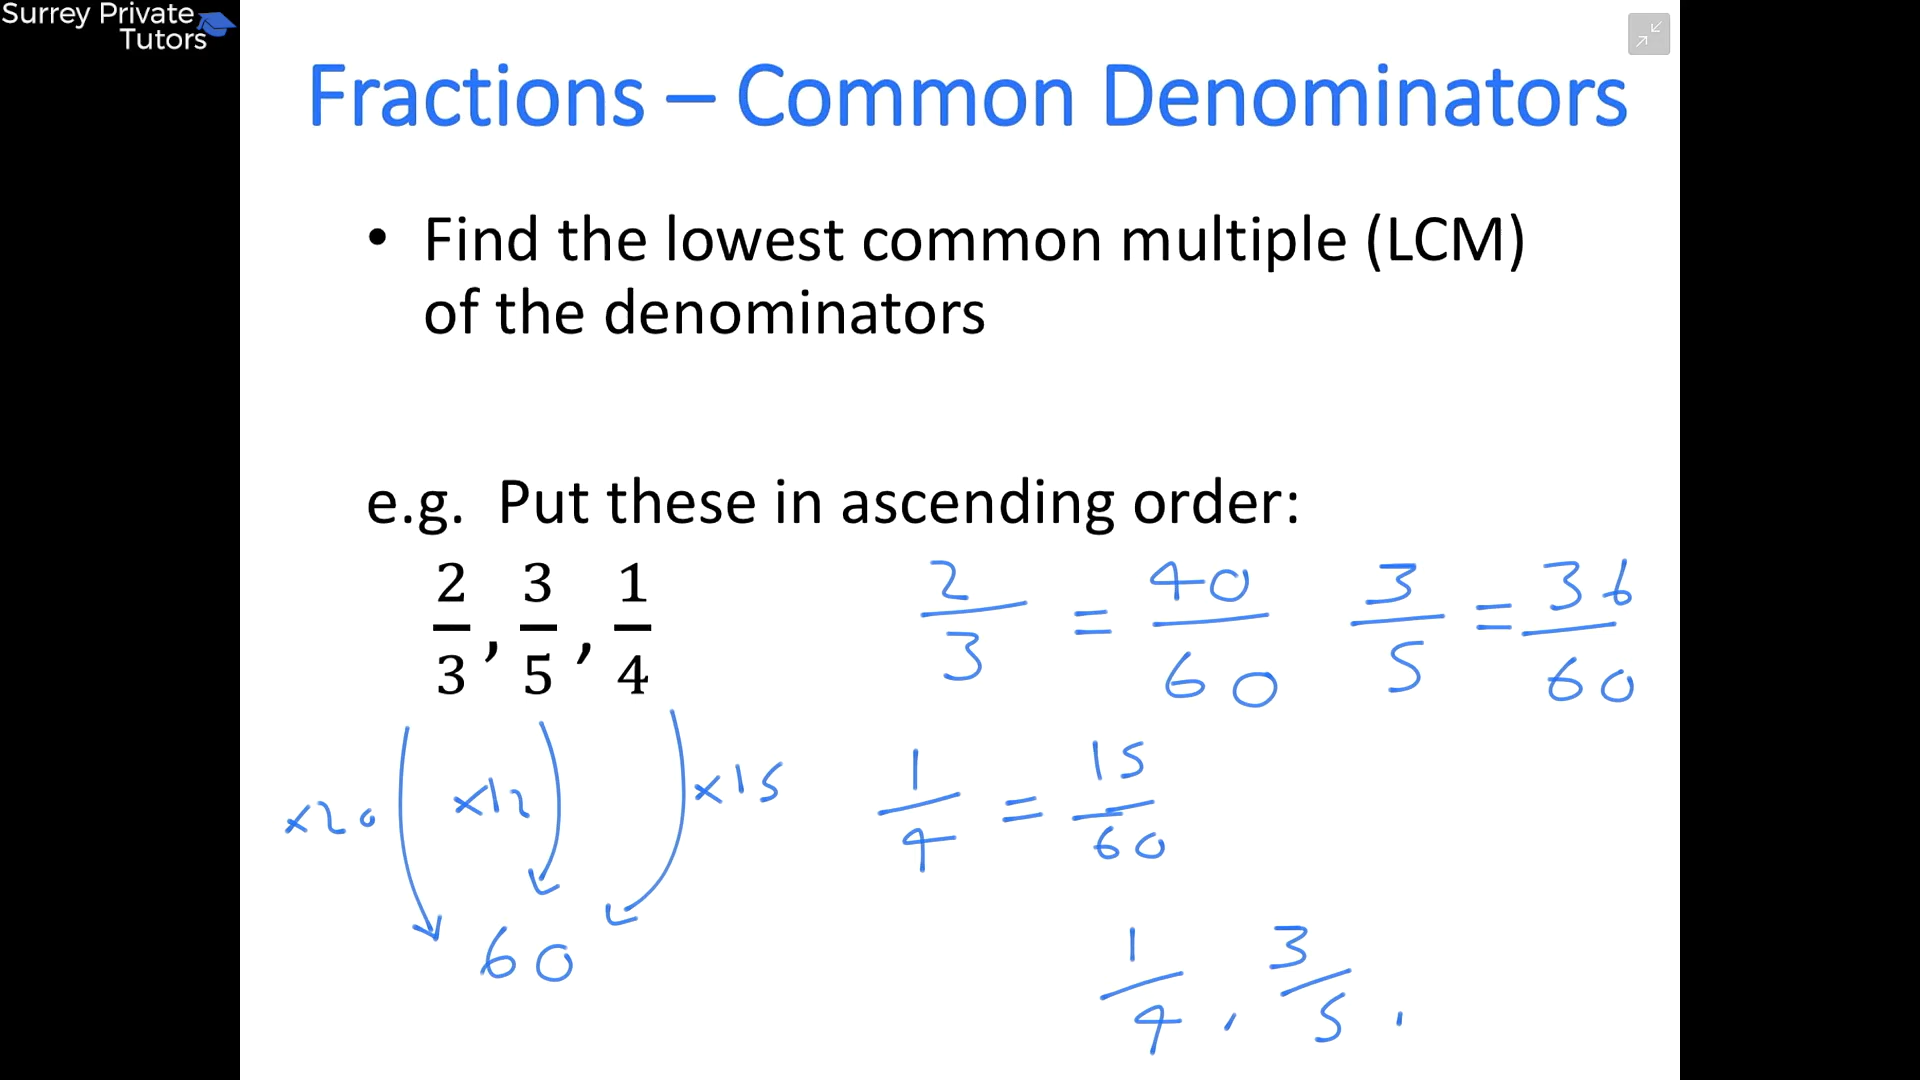 Surrey Private
Tutors
Fractions – Common Denominators
• Find the lowest common multiple (LCM)
of the denominators
e.g. Put these in ascending order:
2/3, 3/5, 1/4
2/3 = 40/60 3/5 = 36/60
×20 ×12 ×15
1/4 = 15/60
60
1/4, 3/5,